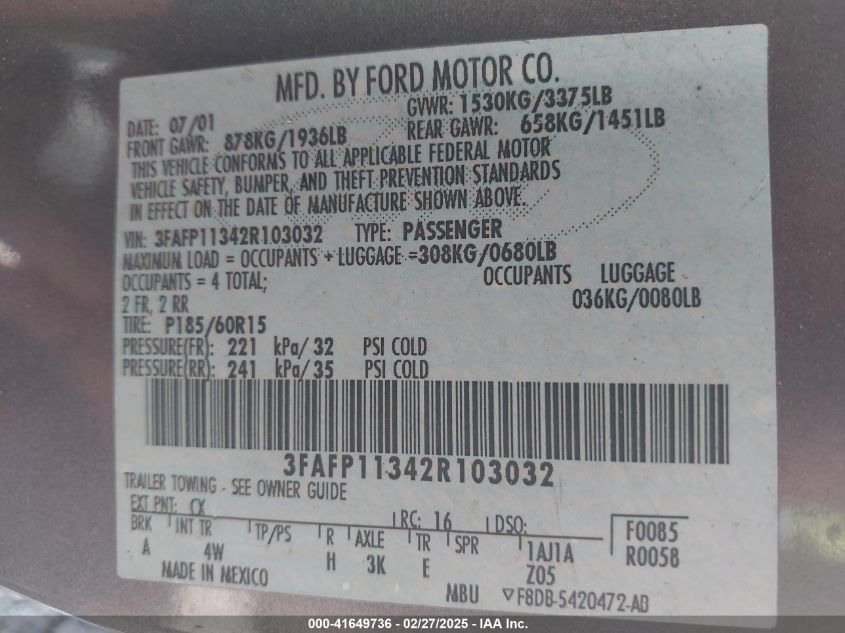 MFD. BY FORD MOTOR CO.
DATE: 07/01 GVWR: 1530KG/3375LB
FRONT GAWR: 878KG/1936LB REAR GAWR: 658KG/1451LB
THIS VEHICLE CONFORMS TO ALL APPLICABLE FEDERAL MOTOR
VEHICLE SAFETY, BUMPER, AND THEFT PREVENTION STANDARDS
IN EFFECT ON THE DATE OF MANUFACTURE SHOWN ABOVE.
VIN: 3FAFP11342R103032 TYPE: PASSENGER
MAXIMUM LOAD = OCCUPANTS + LUGGAGE =308KG/0680LB
OCCUPANTS = 4 TOTAL; OCCUPANTS LUGGAGE
2 FR, 2 RR 036KG/0080LB
TIRE: P185/60R15
PRESSURE(FR): 221 kPa/ 32 PSI COLD
PRESSURE(RR): 241 kPa/ 35 PSI COLD
3FAFP11342R103032
TRAILER TOWING - SEE OWNER GUIDE
EXT PNT: CX RC: 16 DSO: F0085
BRK INT TR TP/PS R AXLE TR SPR 1AJ1A R0058
A 4W H 3K E Z05
MADE IN MEXICO MBU ▽F8DB-5420472-AB
000-41649736 - 02/27/2025 - IAA Inc.